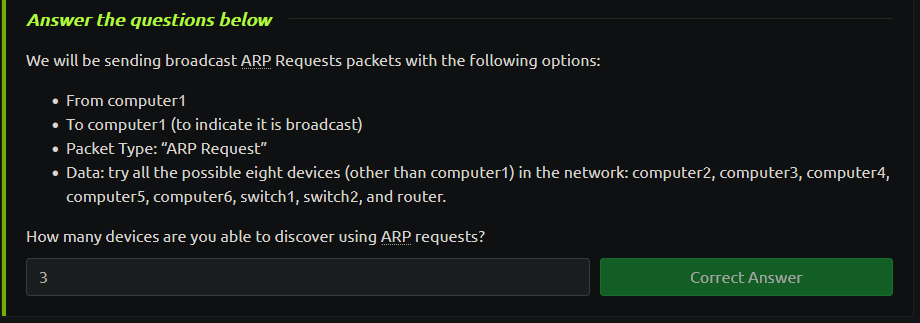 Answer the questions below
We will be sending broadcast ARP Requests packets with the following options:
• From computer1
• To computer1 (to indicate it is broadcast)
• Packet Type: “ARP Request”
• Data: try all the possible eight devices (other than computer1) in the network: computer2, computer3, computer4,
computer5, computer6, switch1, switch2, and router.
How many devices are you able to discover using ARP requests?
3
Correct Answer